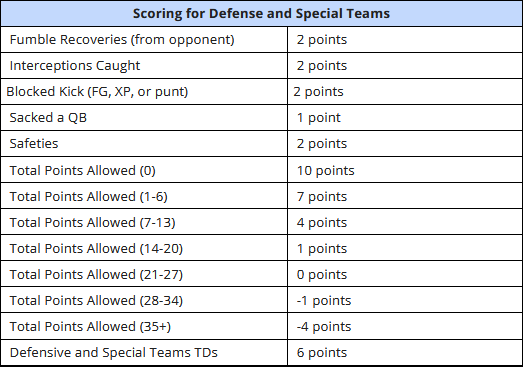 Scoring for Defense and Special Teams
Fumble Recoveries (from opponent) 2 points
Interceptions Caught 2 points
Blocked Kick (FG, XP, or punt) 2 points
Sacked a QB 1 point
Safeties 2 points
Total Points Allowed (0) 10 points
Total Points Allowed (1-6) 7 points
Total Points Allowed (7-13) 4 points
Total Points Allowed (14-20) 1 points
Total Points Allowed (21-27) 0 points
Total Points Allowed (28-34) -1 points
Total Points Allowed (35+) -4 points
Defensive and Special Teams TDs 6 points